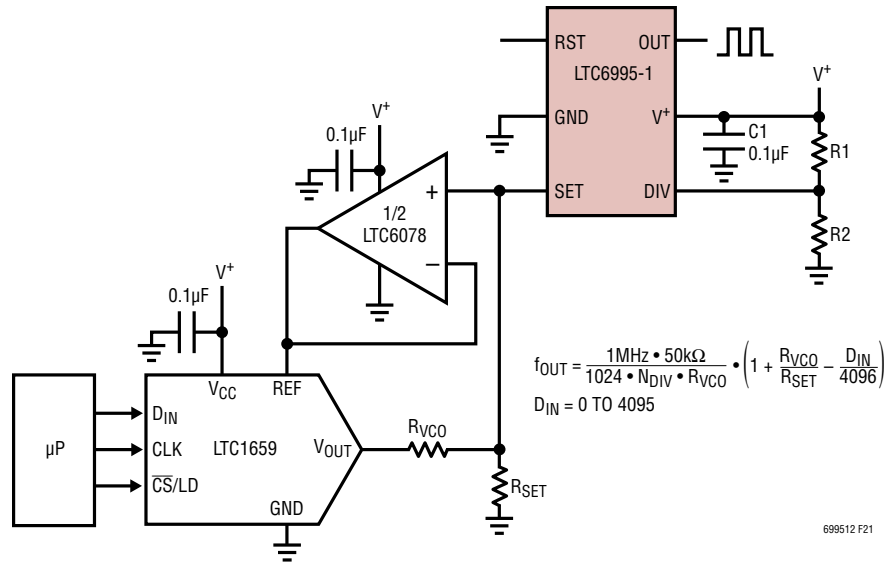 RST
OUT
LTC6995-1
GND
V+
SET
DIV
V+
C1
0.1µF
R1
R2
V+
0.1µF
+
1/2
LTC6078
–
V+
0.1µF
VCC
REF
µP
DIN
CLK
CS/LD
LTC1659
VOUT
GND
RVCO
RSET
fOUT = 1MHz • 50kΩ / 1024 • NDIV • RVCO • (1 + RVCO / RSET – DIN / 4096)
DIN = 0 TO 4095
699512 F21